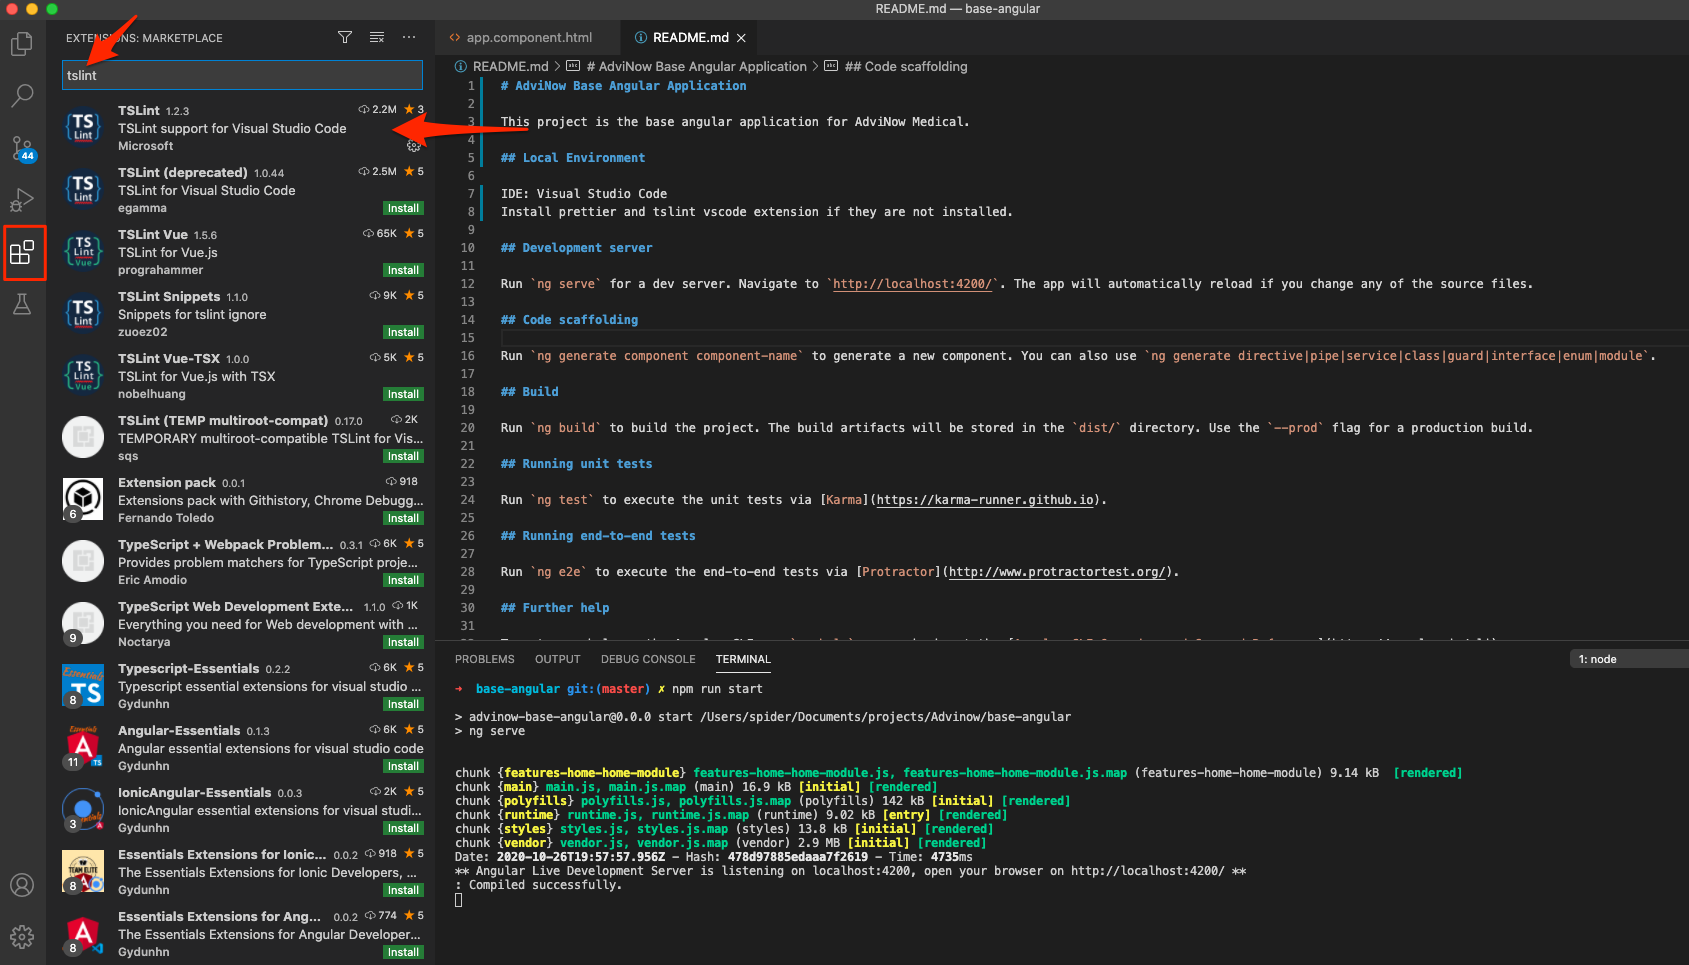 README.md — base-angular
EXTENSIONS: MARKETPLACE
tslint
TSLint 1.2.3 2.2M ★ 3
TSLint support for Visual Studio Code
Microsoft
TSLint (deprecated) 1.0.44 2.5M ★ 5
TSLint for Visual Studio Code
egamma Install
TSLint Vue 1.5.6 65K ★ 5
TSLint for Vue.js
prograhammer Install
TSLint Snippets 1.1.0 9K ★ 5
Snippets for tslint ignore
zuoez02 Install
TSLint Vue-TSX 1.0.0 5K ★ 5
TSLint for Vue.js with TSX
nobelhuang Install
TSLint (TEMP multiroot-compat) 0.17.0 2K
TEMPORARY multiroot-compatible TSLint for Vis...
sqs Install
Extension pack 0.0.1 918
Extensions pack with Githistory, Chrome Debugg...
6 Fernando Toledo Install
TypeScript + Webpack Problem... 0.3.1 6K ★ 5
Provides problem matchers for TypeScript proje...
Eric Amodio Install
TypeScript Web Development Exte... 1.1.0 1K
Everything you need for Web development with ...
9 Noctarya Install
Typescript-Essentials 0.2.2 6K ★ 5
Typescript essential extensions for visual studio ...
8 Gydunhn Install
Angular-Essentials 0.1.3 6K ★ 5
Angular essential extensions for visual studio code
11 Gydunhn Install
IonicAngular-Essentials 0.0.3 2K ★ 5
IonicAngular essential extensions for visual studi...
3 Gydunhn Install
Essentials Extensions for Ionic... 0.0.2 918 ★ 5
The Essentials Extensions for Ionic Developers, ...
8 Gydunhn Install
Essentials Extensions for Ang... 0.0.2 774 ★ 5
The Essentials Extensions for Angular Developer...
8 Gydunhn Install
44
TS Lint
TS Lint
TS Lint Vue
TS Lint
TS Lint Vue
Essentials TS
Essentials A TS
TEAM ELITE
<> app.component.html README.md ×
README.md > # AdviNow Base Angular Application > ## Code scaffolding
1 # AdviNow Base Angular Application
2
3 This project is the base angular application for AdviNow Medical.
4
5 ## Local Environment
6
7 IDE: Visual Studio Code
8 Install prettier and tslint vscode extension if they are not installed.
9
10 ## Development server
11
12 Run `ng serve` for a dev server. Navigate to `http://localhost:4200/`. The app will automatically reload if you change any of the source files.
13
14 ## Code scaffolding
15
16 Run `ng generate component component-name` to generate a new component. You can also use `ng generate directive|pipe|service|class|guard|interface|enum|module`.
17
18 ## Build
19
20 Run `ng build` to build the project. The build artifacts will be stored in the `dist/` directory. Use the `--prod` flag for a production build.
21
22 ## Running unit tests
23
24 Run `ng test` to execute the unit tests via [Karma](https://karma-runner.github.io).
25
26 ## Running end-to-end tests
27
28 Run `ng e2e` to execute the end-to-end tests via [Protractor](http://www.protractortest.org/).
29
30 ## Further help
31
PROBLEMS OUTPUT DEBUG CONSOLE TERMINAL 1: node
→ base-angular git:(master) ✗ npm run start
> advinow-base-angular@0.0.0 start /Users/spider/Documents/projects/Advinow/base-angular
> ng serve
chunk {features-home-home-module} features-home-home-module.js, features-home-home-module.js.map (features-home-home-module) 9.14 kB [rendered]
chunk {main} main.js, main.js.map (main) 16.9 kB [initial] [rendered]
chunk {polyfills} polyfills.js, polyfills.js.map (polyfills) 142 kB [initial] [rendered]
chunk {runtime} runtime.js, runtime.js.map (runtime) 9.02 kB [entry] [rendered]
chunk {styles} styles.js, styles.js.map (styles) 13.8 kB [initial] [rendered]
chunk {vendor} vendor.js, vendor.js.map (vendor) 2.9 MB [initial] [rendered]
Date: 2020-10-26T19:57:57.956Z - Hash: 478d97885edaaa7f2619 - Time: 4735ms
** Angular Live Development Server is listening on localhost:4200, open your browser on http://localhost:4200/ **
: Compiled successfully.